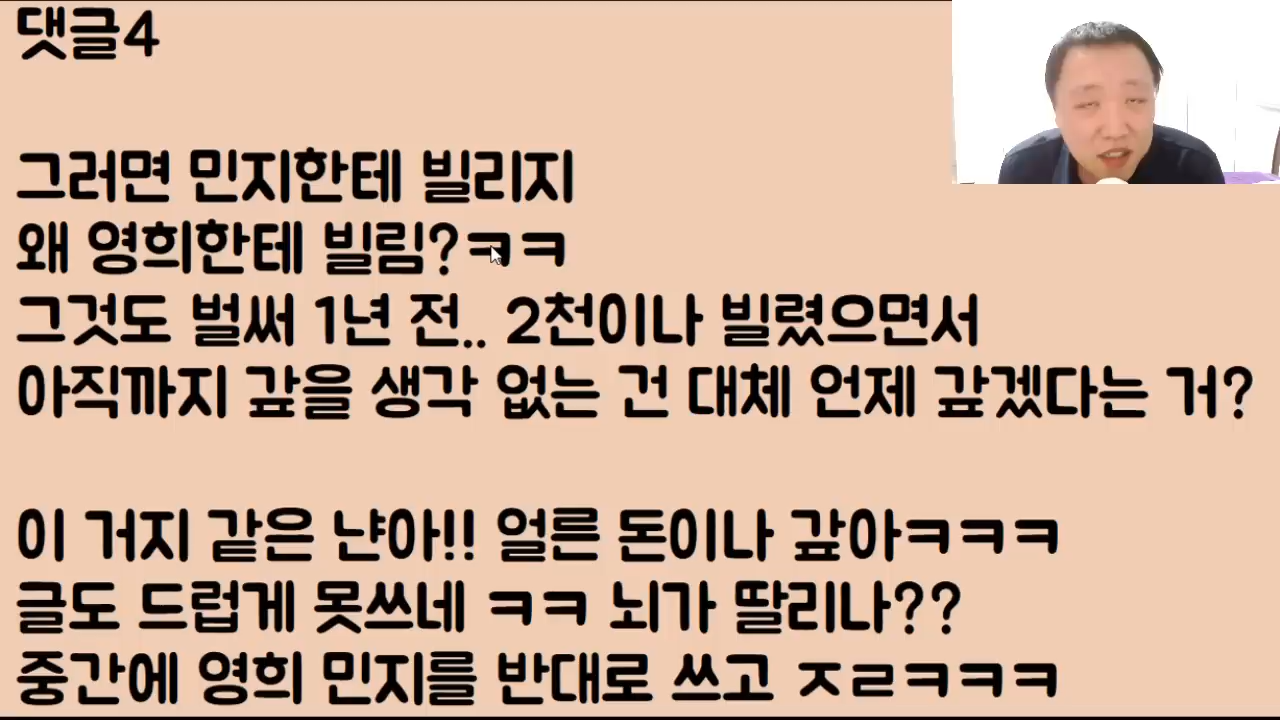 댓글4
그러면 민지한테 빌리지
왜 영희한테 빌림?ㅋㅋ
그것도 벌써 1년 전.. 2천이나 빌렸으면서
아직까지 갚을 생각 없는 건 대체 언제 갚겠다는 거?
이 거지 같은 냔아!! 얼른 돈이나 갚아ㅋㅋㅋ
글도 드럽게 못쓰네 ㅋㅋ 뇌가 딸리나??
중간에 영희 민지를 반대로 쓰고 ㅈㄹㅋㅋㅋ